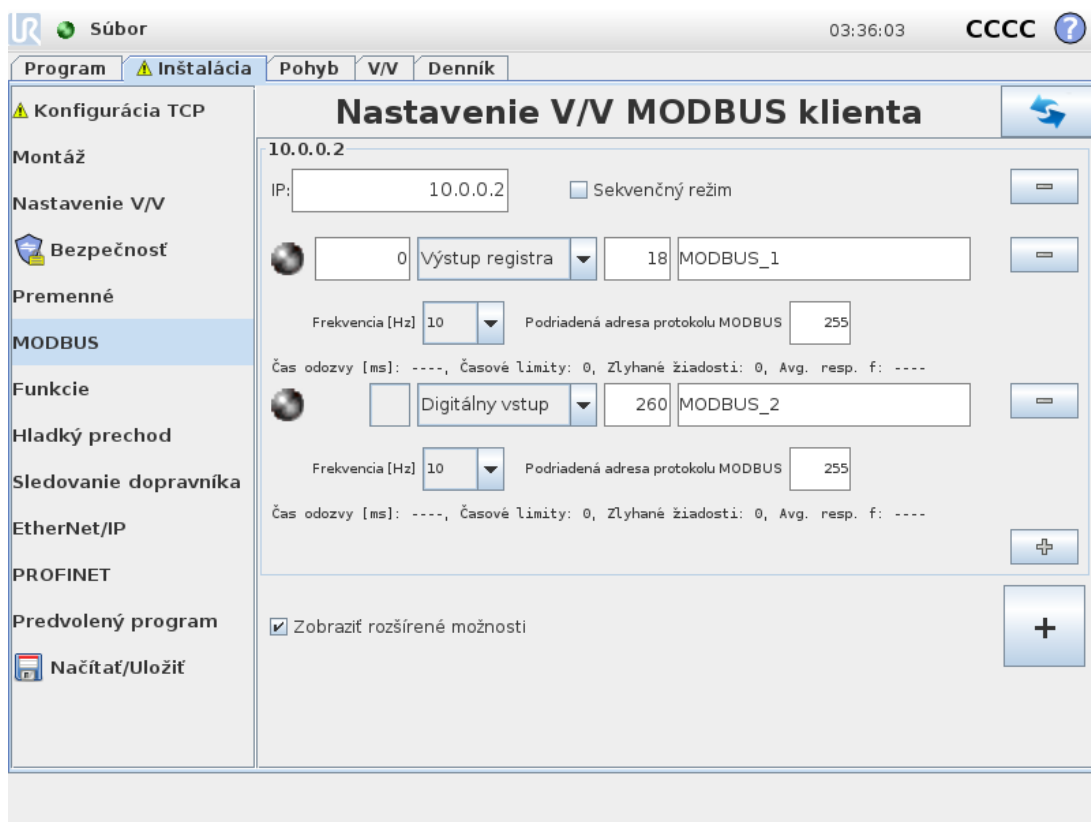 UR Súbor 03:36:03 CCCC ?
Program Inštalácia Pohyb V/V Denník
Konfigurácia TCP
Montáž
Nastavenie V/V
Bezpečnosť
Premenné
MODBUS
Funkcie
Hladký prechod
Sledovanie dopravníka
EtherNet/IP
PROFINET
Predvolený program
Načítať/Uložiť
Nastavenie V/V MODBUS klienta
10.0.0.2
IP: 10.0.0.2 Sekvenčný režim
0 Výstup registra 18 MODBUS_1
Frekvencia [Hz] 10 Podriadená adresa protokolu MODBUS 255
Čas odozvy [ms]: ----, Časové limity: 0, Zlyhané žiadosti: 0, Avg. resp. f: ----
Digitálny vstup 260 MODBUS_2
Frekvencia [Hz] 10 Podriadená adresa protokolu MODBUS 255
Čas odozvy [ms]: ----, Časové limity: 0, Zlyhané žiadosti: 0, Avg. resp. f: ----
Zobraziť rozšírené možnosti